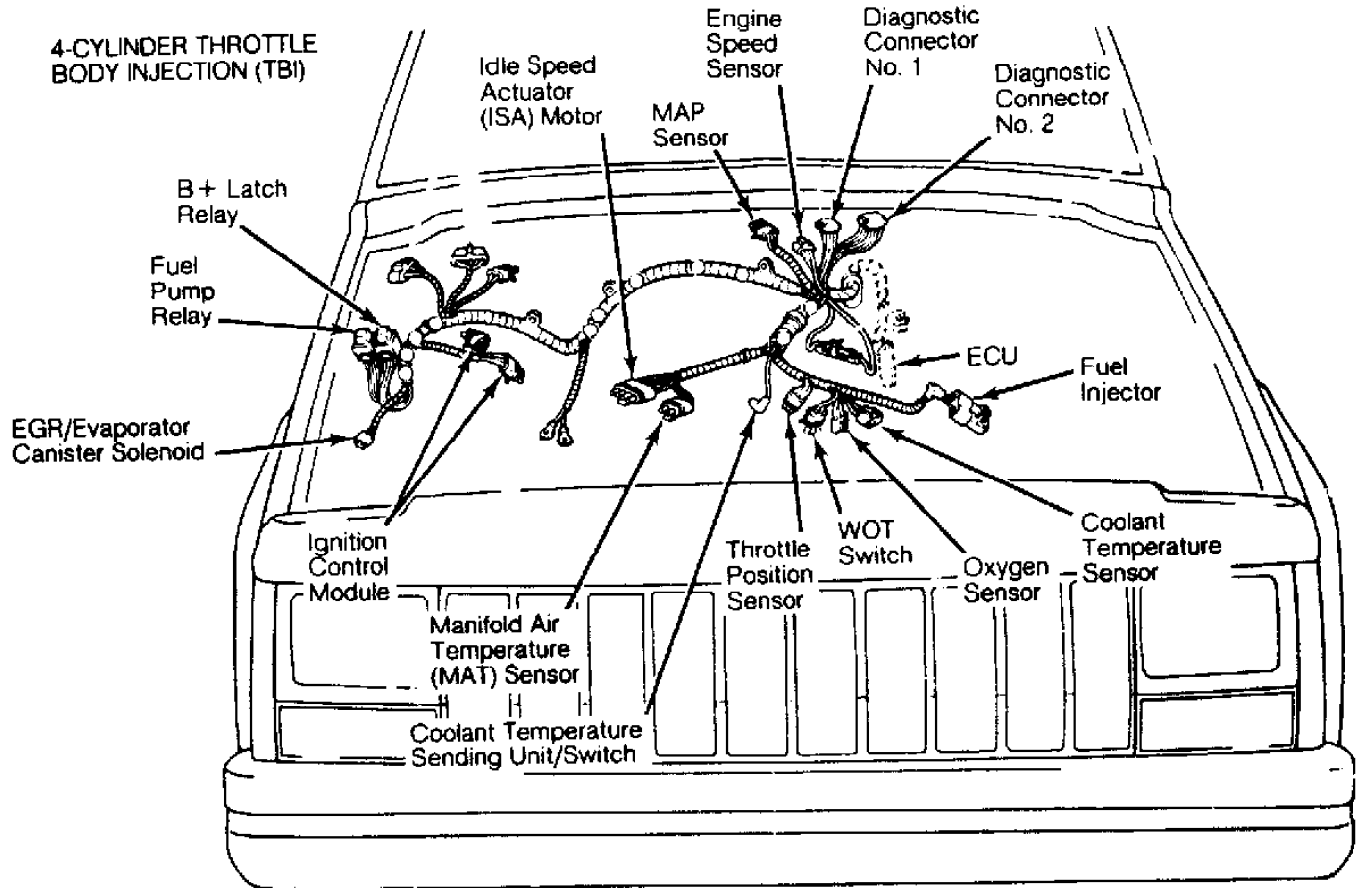 4-CYLINDER THROTTLE
BODY INJECTION (TBI)
Idle Speed
Actuator
(ISA) Motor
MAP
Sensor
Engine
Speed
Sensor
Diagnostic
Connector
No. 1
Diagnostic
Connector
No. 2
B+ Latch
Relay
Fuel
Pump
Relay
EGR/Evaporator
Canister Solenoid
ECU
Fuel
Injector
Ignition
Control
Module
Manifold Air
Temperature
(MAT) Sensor
Coolant Temperature
Sending Unit/Switch
Throttle
Position
Sensor
WOT
Switch
Oxygen
Sensor
Coolant
Temperature
Sensor